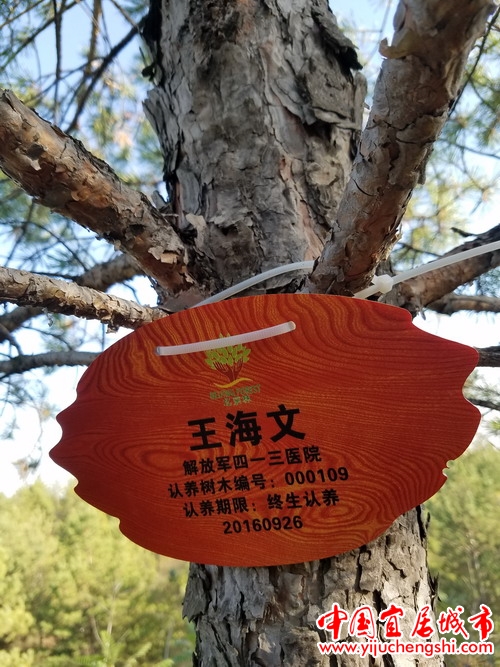 王海文
解放军四一三医院
认养树木编号：000109
认养期限：终生认养
20160926
中国宜居城市
http://www.yijuchengshi.com